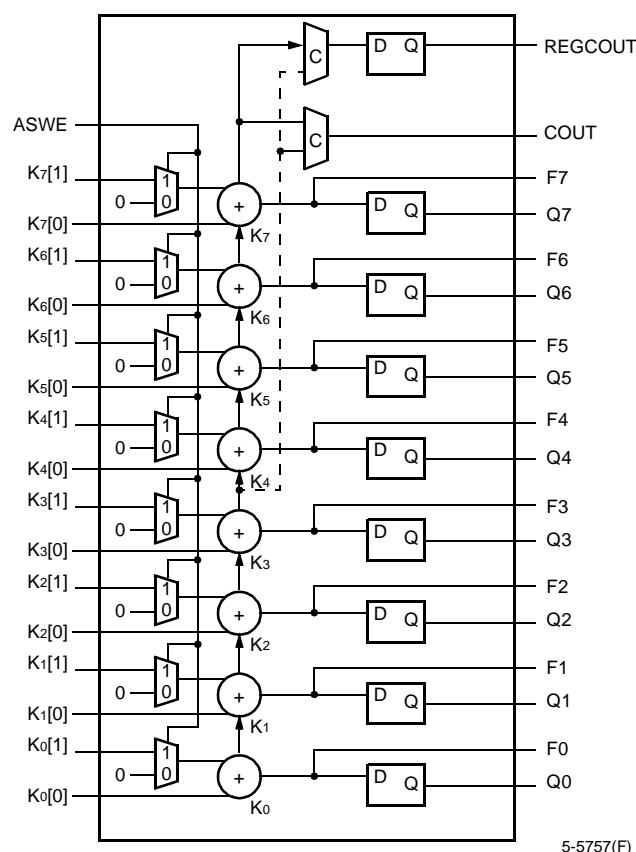 D Q
REGCOUT
C
ASWE
C
COUT
K7[1]
1
0
0
F7
D Q
Q7
K7[0]
+
K7
K6[1]
1
0
0
F6
D Q
Q6
K6[0]
+
K6
K5[1]
1
0
0
F5
D Q
Q5
K5[0]
+
K5
K4[1]
1
0
0
F4
D Q
Q4
K4[0]
+
K4
K3[1]
1
0
0
F3
D Q
Q3
K3[0]
+
K3
K2[1]
1
0
0
F2
D Q
Q2
K2[0]
+
K2
K1[1]
1
0
0
F1
D Q
Q1
K1[0]
+
K1
K0[1]
1
0
0
F0
D Q
Q0
K0[0]
+
K0
5-5757(F)